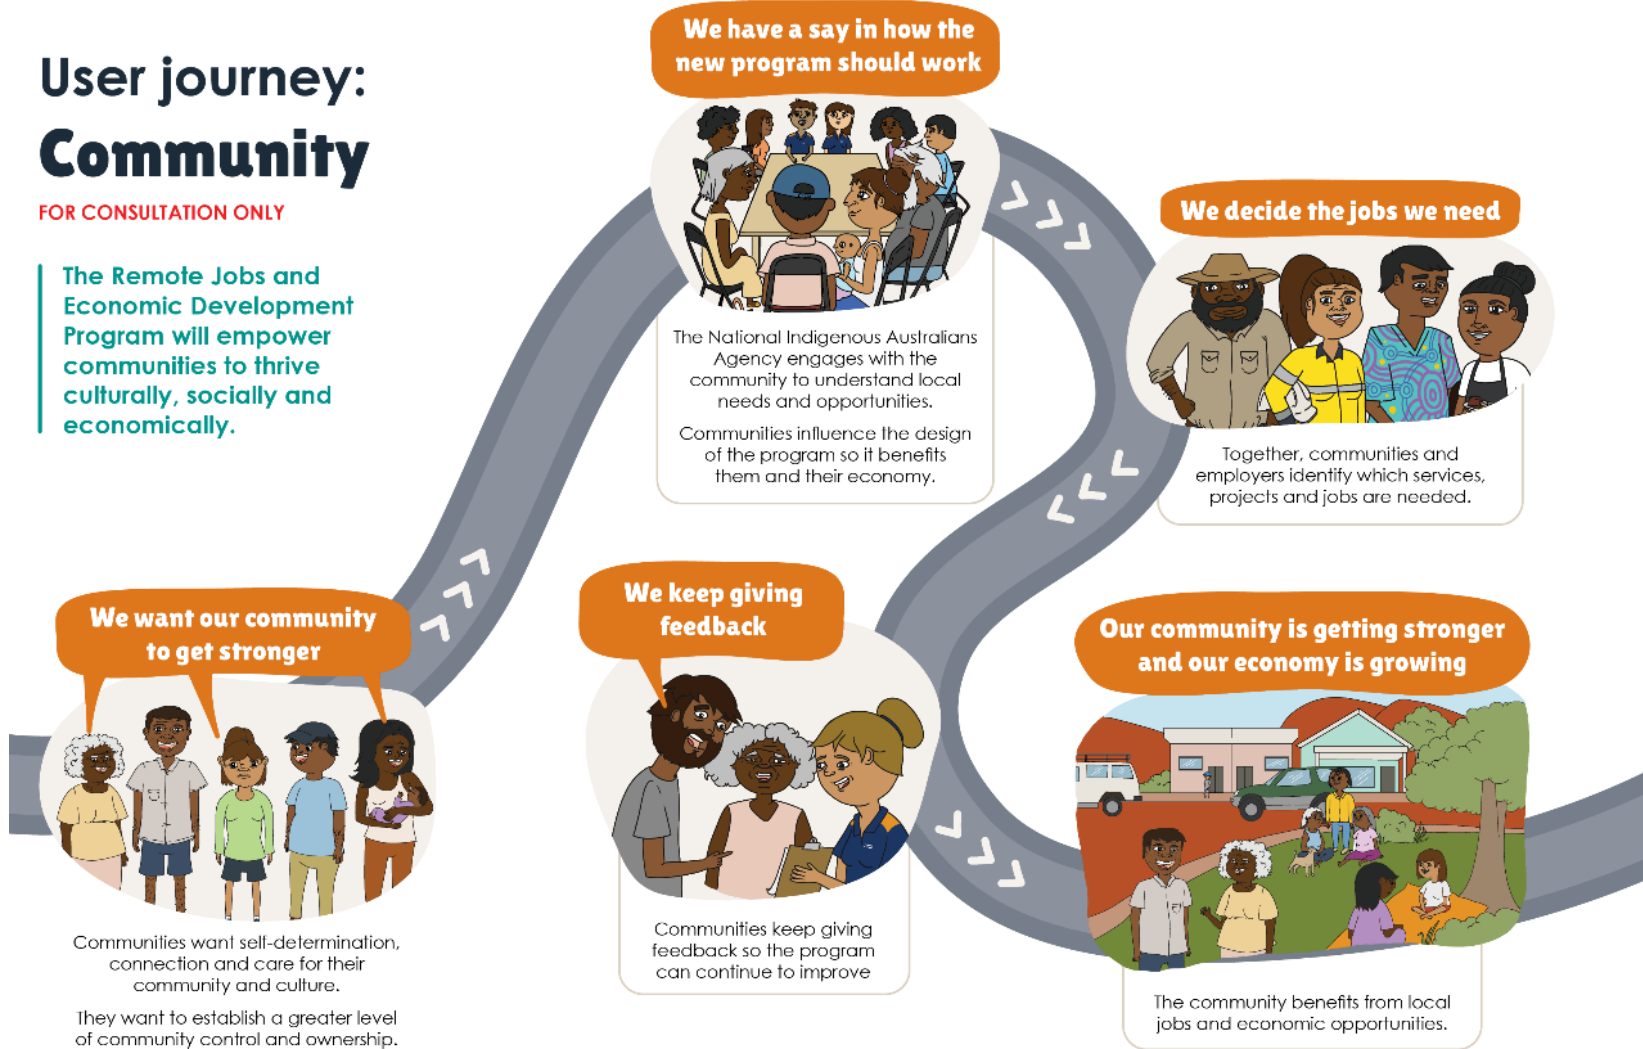 User journey:
Community
FOR CONSULTATION ONLY
The Remote Jobs and
Economic Development
Program will empower
communities to thrive
culturally, socially and
economically.
We want our community
to get stronger
Communities want self-determination,
connection and care for their
community and culture.
They want to establish a greater level
of community control and ownership.
We have a say in how the
new program should work
The National Indigenous Australians
Agency engages with the
community to understand local
needs and opportunities.
Communities influence the design
of the program so it benefits
them and their economy.
We decide the jobs we need
Together, communities and
employers identify which services,
projects and jobs are needed.
We keep giving
feedback
Communities keep giving
feedback so the program
can continue to improve
Our community is getting stronger
and our economy is growing
The community benefits from local
jobs and economic opportunities.